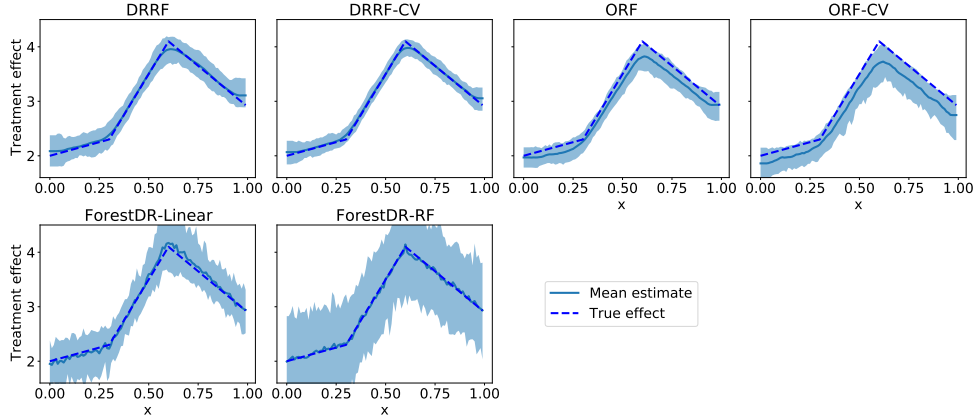 DRRF DRRF-CV ORF ORF-CV
Treatment effect
4
3
2
0.00 0.25 0.50 0.75 1.00 0.00 0.25 0.50 0.75 1.00 0.00 0.25 0.50 0.75 1.00 0.00 0.25 0.50 0.75 1.00
x x
ForestDR-Linear ForestDR-RF
Treatment effect
4
3
2
0.00 0.25 0.50 0.75 1.00 0.00 0.25 0.50 0.75 1.00
x x
Mean estimate
True effect